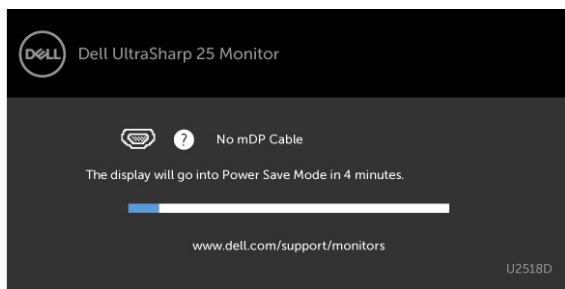 DELL
Dell UltraSharp 25 Monitor
? No mDP Cable
The display will go into Power Save Mode in 4 minutes.
www.dell.com/support/monitors
U2518D